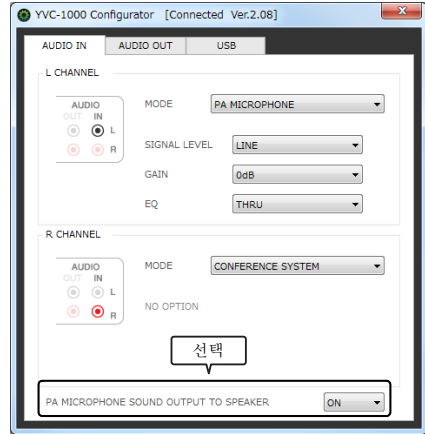 YVC-1000 Configurator [Connected Ver.2.08]
AUDIO IN AUDIO OUT USB
L CHANNEL
AUDIO
OUT IN
L
R
MODE PA MICROPHONE
SIGNAL LEVEL LINE
GAIN 0dB
EQ THRU
R CHANNEL
AUDIO
OUT IN
L
R
MODE CONFERENCE SYSTEM
NO OPTION
선택
PA MICROPHONE SOUND OUTPUT TO SPEAKER ON